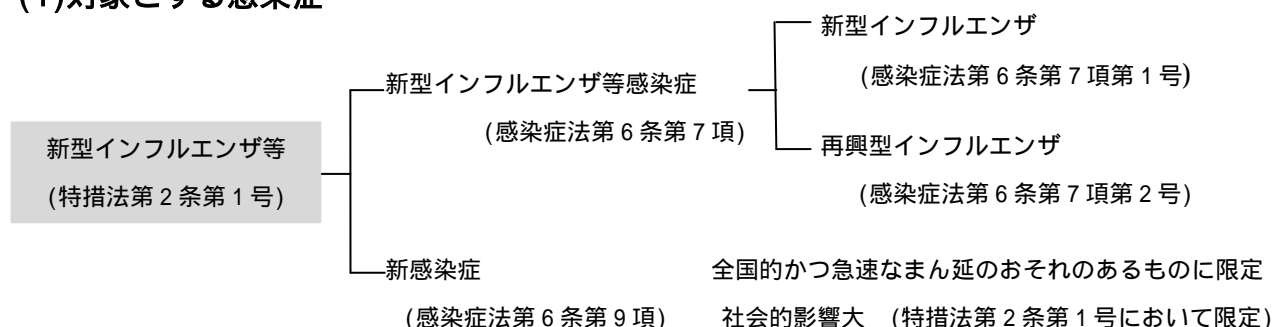 (1)対象とする感染症
新型インフルエンザ
(感染症法第6条第7項第1号)
新型インフルエンザ等感染症
(感染症法第6条第7項)
再興型インフルエンザ
(感染症法第6条第7項第2号)
新型インフルエンザ等
(特措法第2条第1号)
新感染症 全国的かつ急速なまん延のおそれのあるものに限定
(感染症法第6条第9項) 社会的影響大 (特措法第2条第1号において限定)